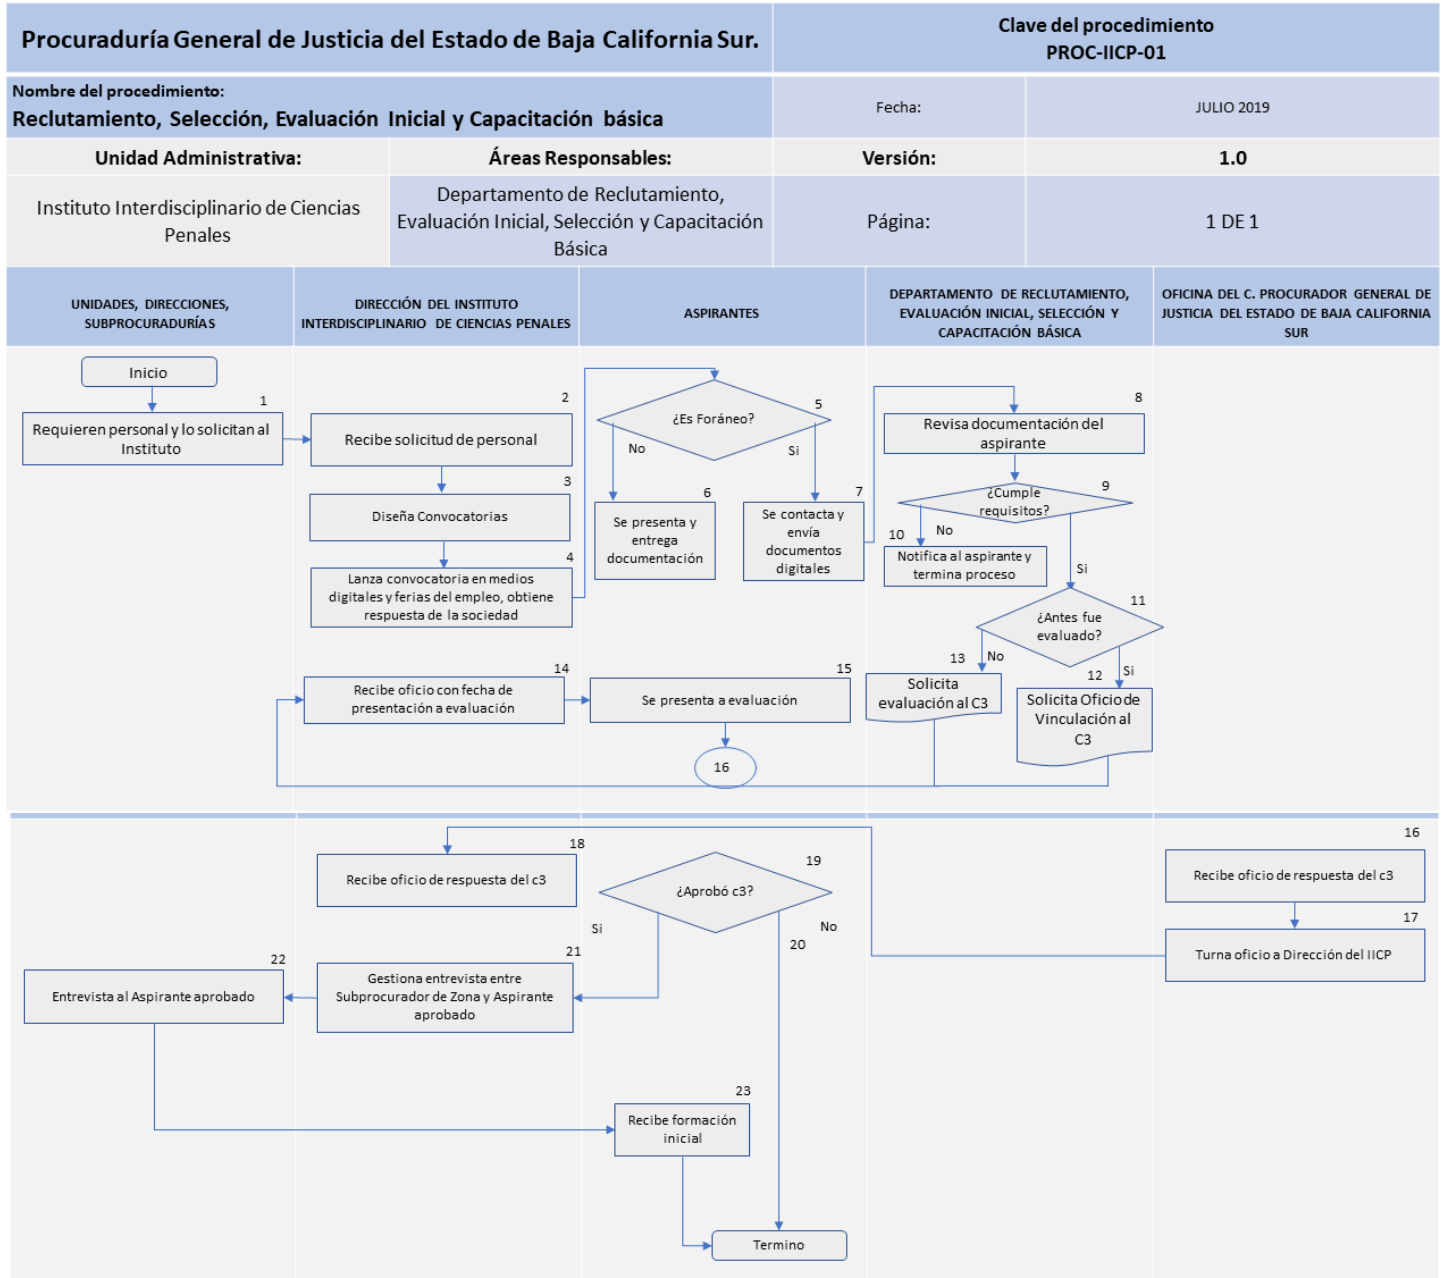 Procuraduría General de Justicia del Estado de Baja California Sur.
Clave del procedimiento
PROC-IICP-01
Nombre del procedimiento:
Reclutamiento, Selección, Evaluación Inicial y Capacitación básica
Fecha:
JULIO 2019
Unidad Administrativa:
Áreas Responsables:
Versión:
1.0
Instituto Interdisciplinario de Ciencias
Penales
Departamento de Reclutamiento,
Evaluación Inicial, Selección y Capacitación
Básica
Página:
1 DE 1
UNIDADES, DIRECCIONES,
SUBPROCURADURÍAS
DIRECCIÓN DEL INSTITUTO
INTERDISCIPLINARIO DE CIENCIAS PENALES
ASPIRANTES
DEPARTAMENTO DE RECLUTAMIENTO,
EVALUACIÓN INICIAL, SELECCIÓN Y
CAPACITACIÓN BÁSICA
OFICINA DEL C. PROCURADOR GENERAL DE
JUSTICIA DEL ESTADO DE BAJA CALIFORNIA
SUR
Inicio
1
Requieren personal y lo solicitan al
Instituto
2
Recibe solicitud de personal
3
Diseña Convocatorias
4
Lanza convocatoria en medios
digitales y ferias del empleo, obtiene
respuesta de la sociedad
5
¿Es Foráneo?
No
Si
6
Se presenta y
entrega
documentación
7
Se contacta y
envía
documentos
digitales
8
Revisa documentación del
aspirante
9
¿Cumple
requisitos?
No
Si
10
Notifica al aspirante y
termina proceso
11
¿Antes fue
evaluado?
No
Si
13
Solicita
evaluación al C3
12
Solicita Oficio de
Vinculación al
C3
14
Recibe oficio con fecha de
presentación a evaluación
15
Se presenta a evaluación
16
16
Recibe oficio de respuesta del c3
17
Turna oficio a Dirección del IICP
18
Recibe oficio de respuesta del c3
19
¿Aprobó c3?
Si
No
20
21
Gestiona entrevista entre
Subprocurador de Zona y Aspirante
aprobado
22
Entrevista al Aspirante aprobado
23
Recibe formación
inicial
Termino